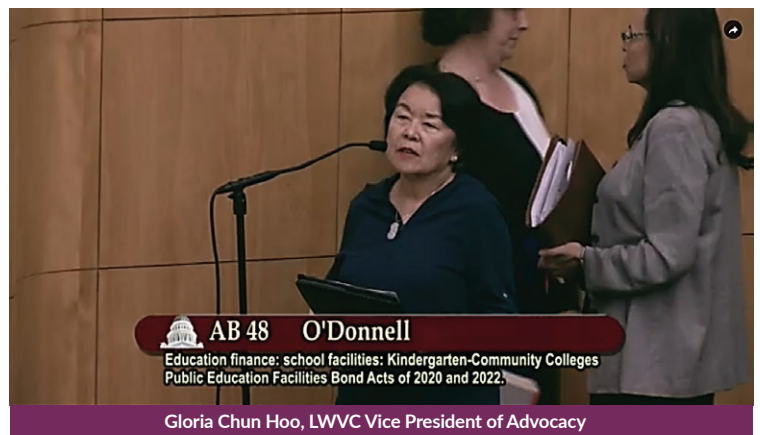 AB 48 O'Donnell
Education finance: school facilities: Kindergarten-Community Colleges
Public Education Facilities Bond Acts of 2020 and 2022.
Gloria Chun Hoo, LWVC Vice President of Advocacy